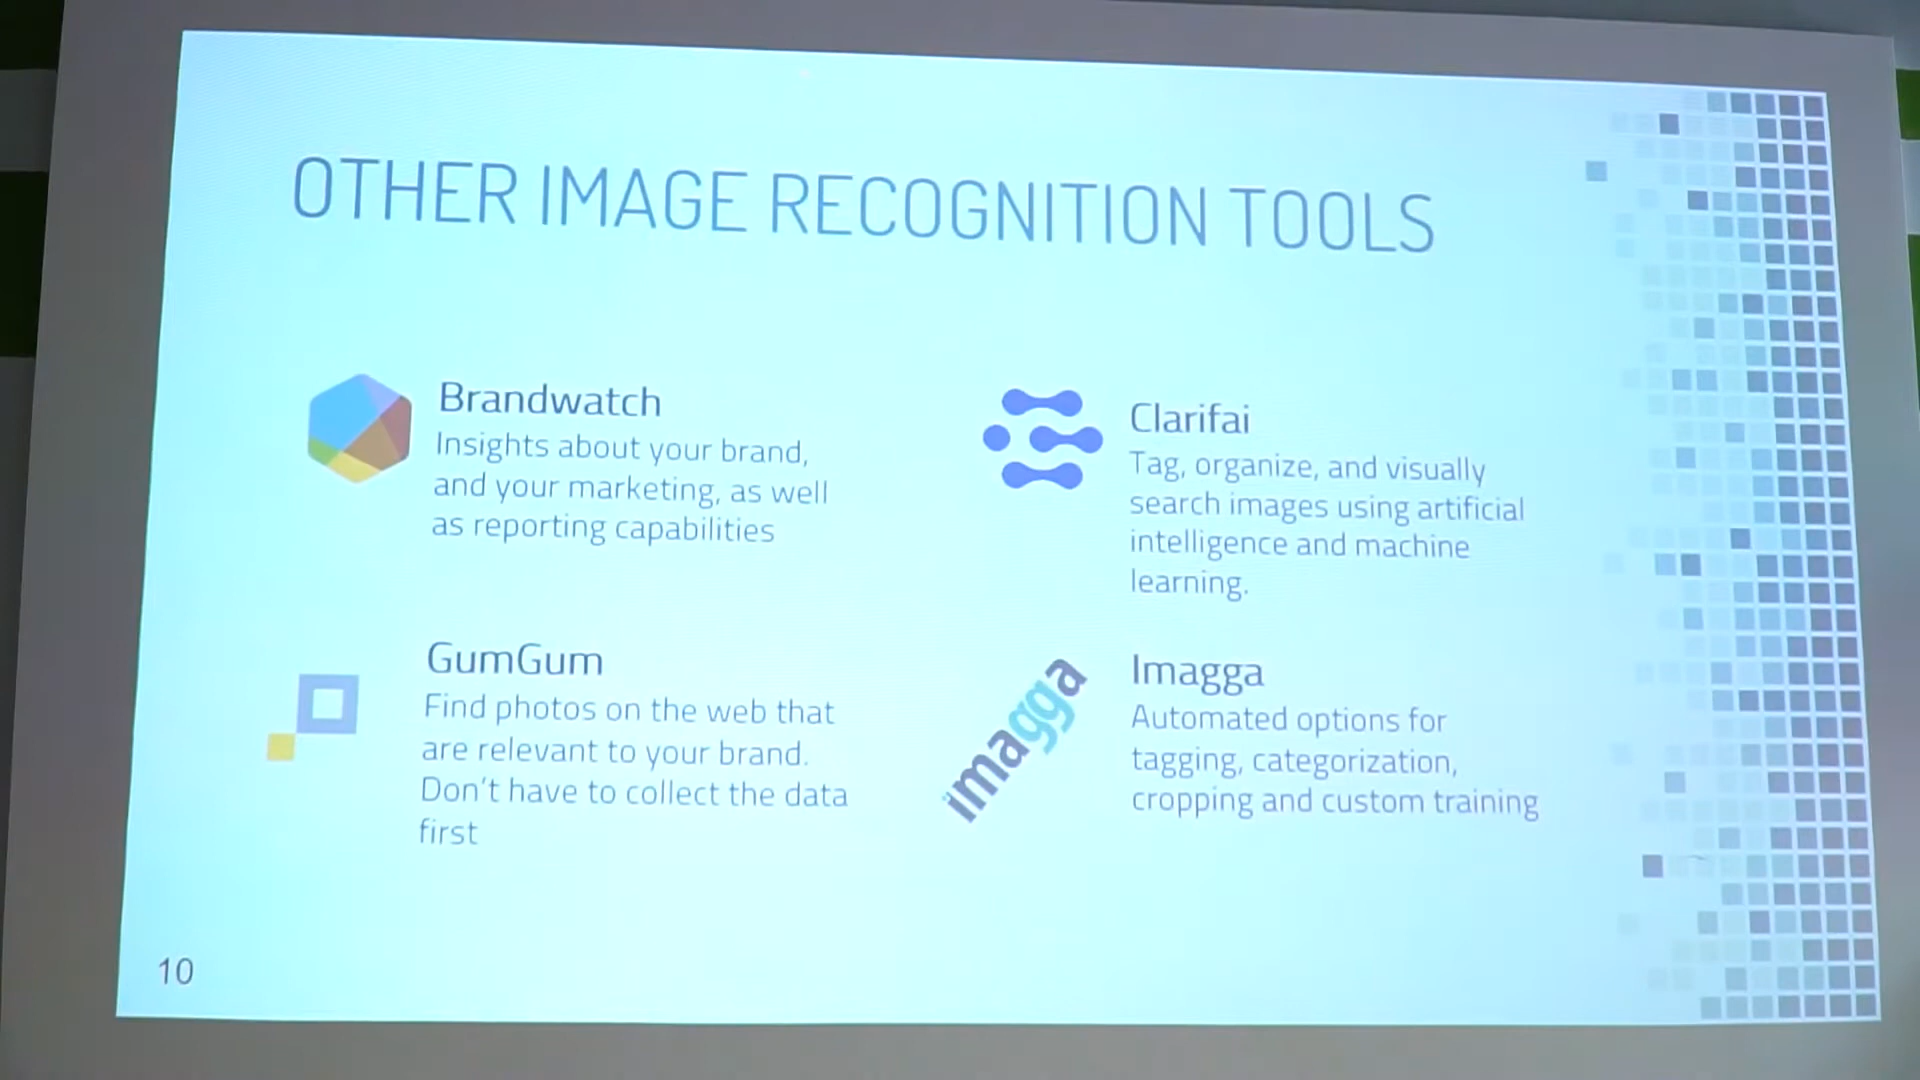 OTHER IMAGE RECOGNITION TOOLS
Brandwatch
Insights about your brand,
and your marketing, as well
as reporting capabilities
Clarifai
Tag, organize, and visually
search images using artificial
intelligence and machine
learning.
GumGum
Find photos on the web that
are relevant to your brand.
Don't have to collect the data
first
imagga
Imagga
Automated options for
tagging, categorization,
cropping and custom training
10